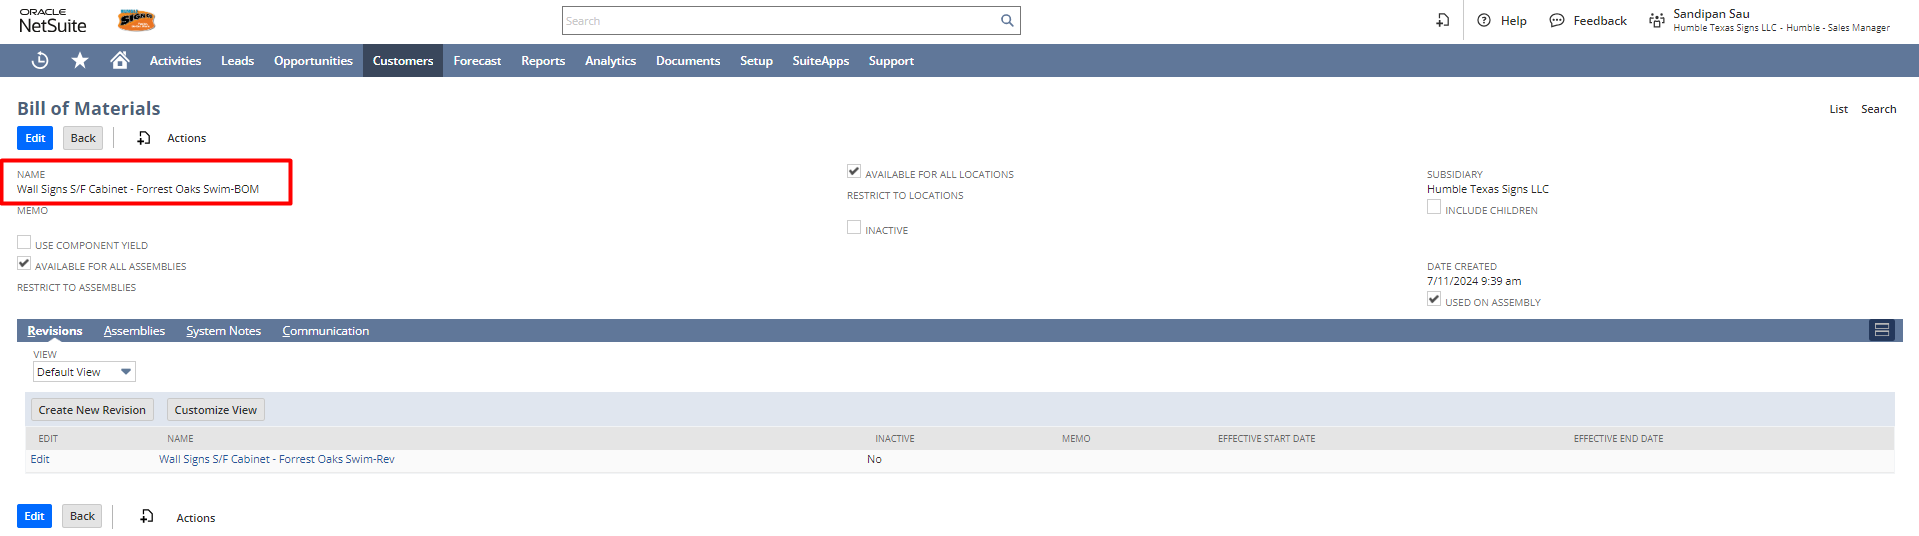 ORACLE
NetSuite
SIGNS
Search
Help
Feedback
Sandipan Sau
Humble Texas Signs LLC - Humble - Sales Manager
Activities
Leads
Opportunities
Customers
Forecast
Reports
Analytics
Documents
Setup
SuiteApps
Support
Bill of Materials
List
Search
Edit
Back
Actions
NAME
Wall Signs S/F Cabinet - Forrest Oaks Swim-BOM
MEMO
USE COMPONENT YIELD
AVAILABLE FOR ALL ASSEMBLIES
RESTRICT TO ASSEMBLIES
AVAILABLE FOR ALL LOCATIONS
RESTRICT TO LOCATIONS
INACTIVE
SUBSIDIARY
Humble Texas Signs LLC
INCLUDE CHILDREN
DATE CREATED
7/11/2024 9:39 am
USED ON ASSEMBLY
Revisions
Assemblies
System Notes
Communication
VIEW
Default View
Create New Revision
Customize View
EDIT
NAME
INACTIVE
MEMO
EFFECTIVE START DATE
EFFECTIVE END DATE
Edit
Wall Signs S/F Cabinet - Forrest Oaks Swim-Rev
No
Edit
Back
Actions